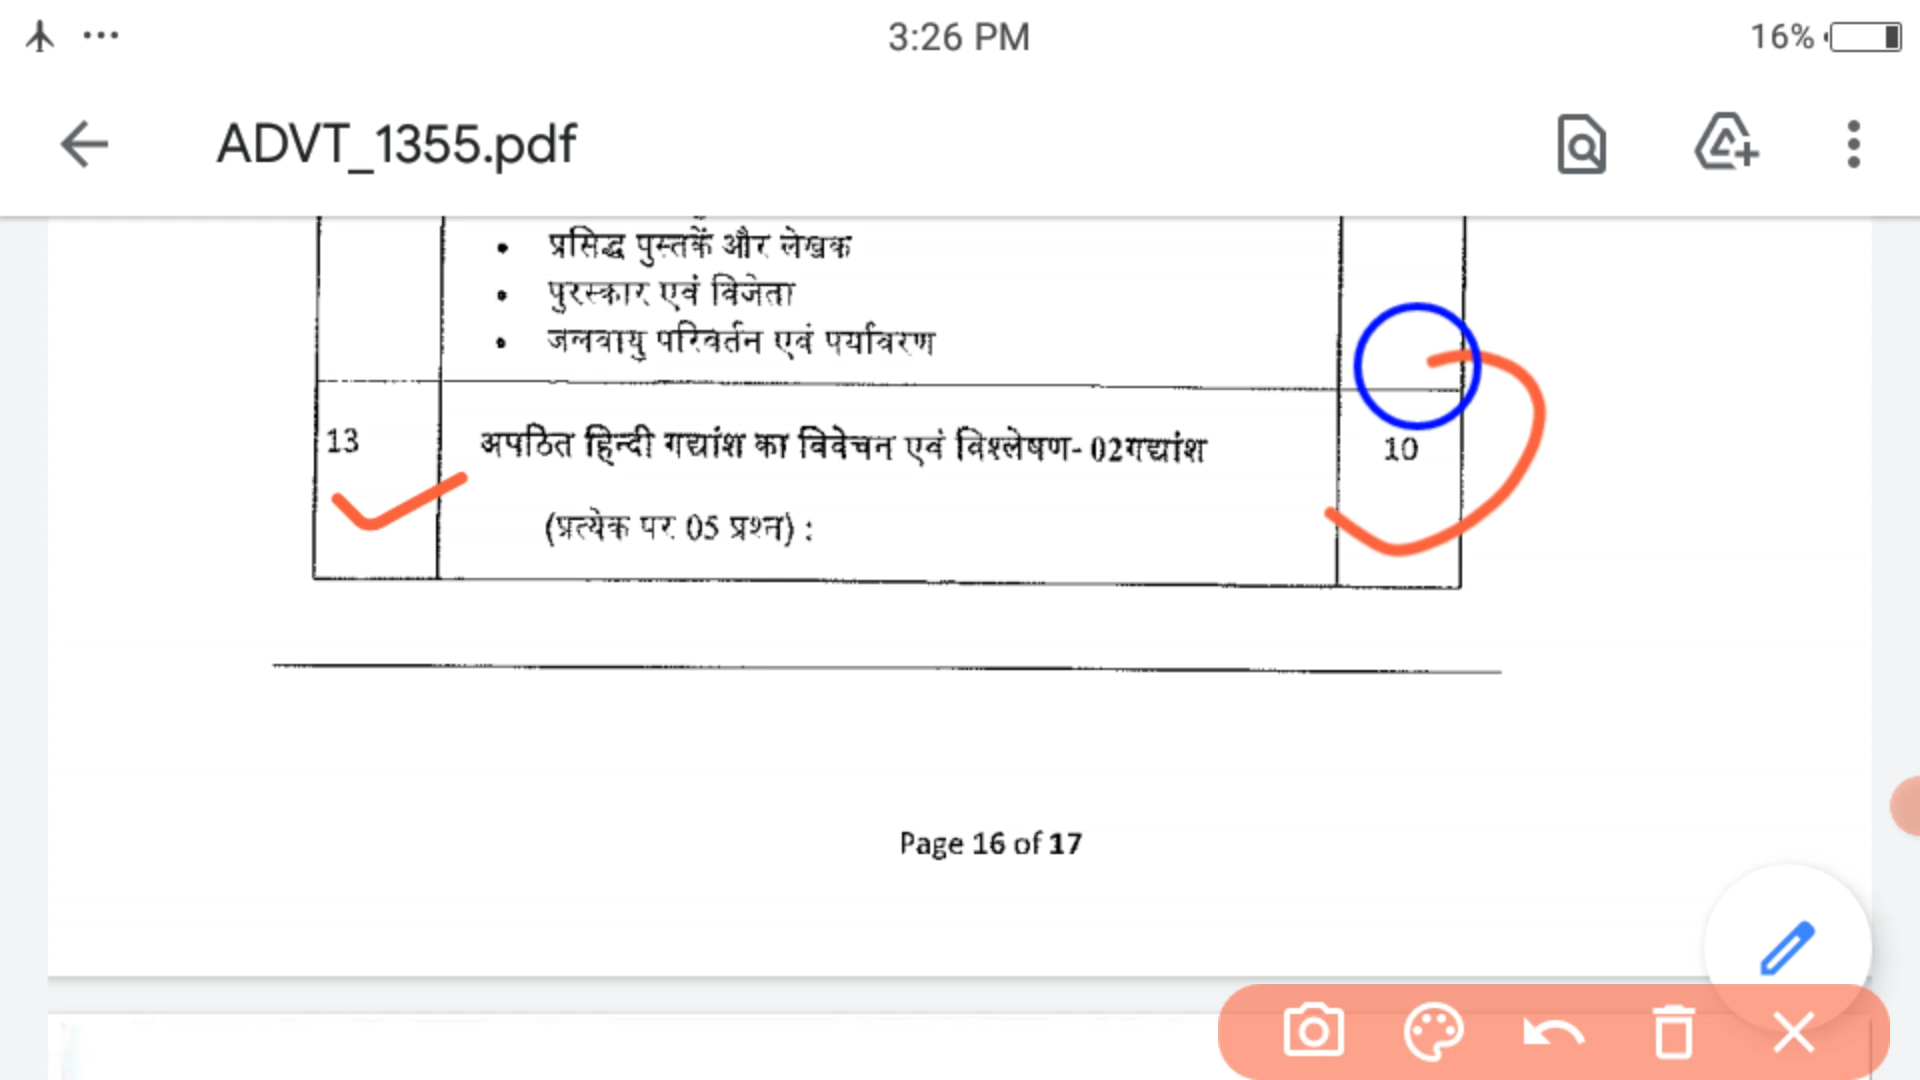 3:26 PM
16%
ADVT_1355.pdf
• प्रसिद्ध पुस्तकें और लेखक
• पुरस्कार एवं विजेता
• जलवायु परिवर्तन एवं पर्यावरण
13 अपठित हिन्दी गद्यांश का विवेचन एवं विश्लेषण- 02गद्यांश 10
(प्रत्येक पर 05 प्रश्न) :
Page 16 of 17